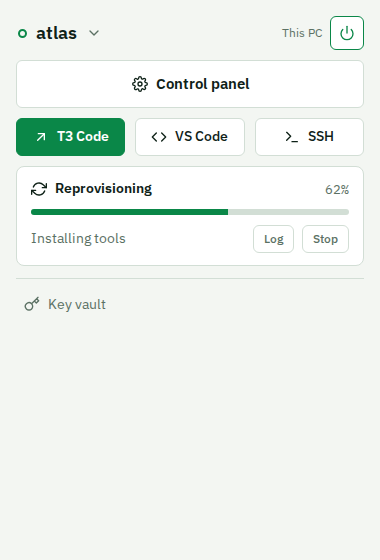 atlas
This PC
Control panel
T3 Code
VS Code
SSH
Reprovisioning
62%
Installing tools
Log
Stop
Key vault